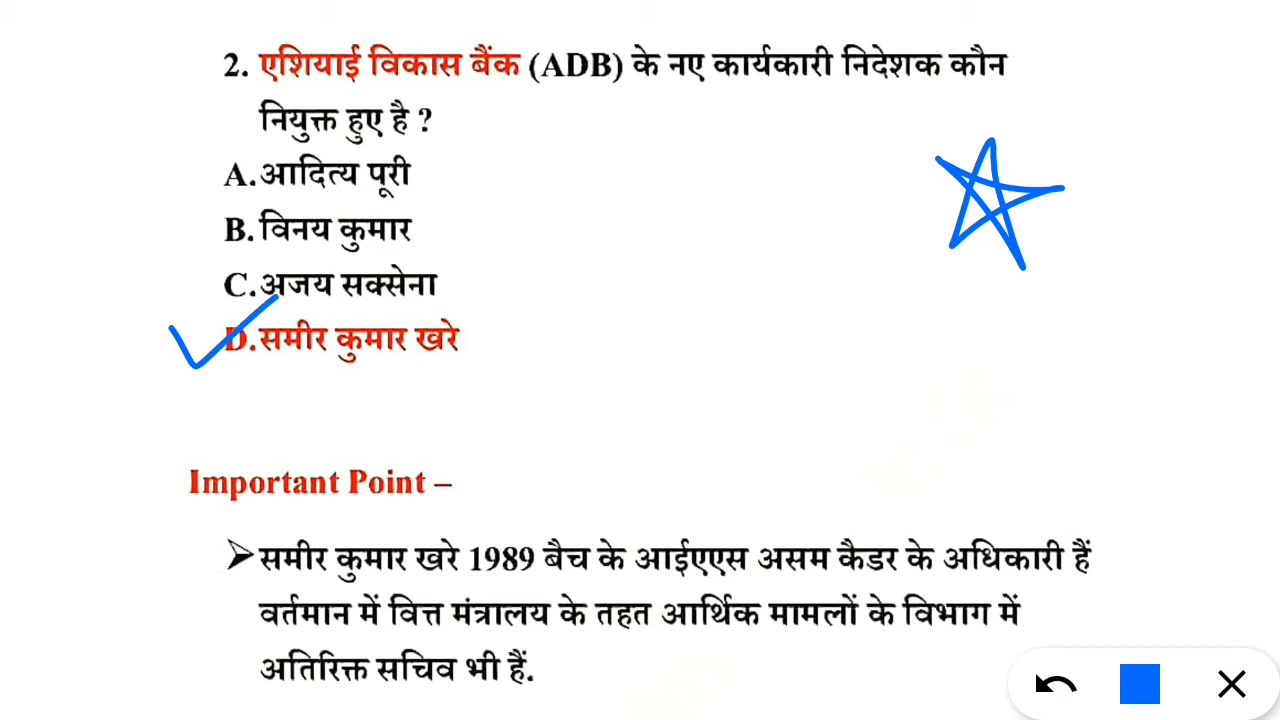 2. एशियाई विकास बैंक (ADB) के नए कार्यकारी निदेशक कौन
नियुक्त हुए है ?
A.आदित्य पूरी
B.विनय कुमार
C.अजय सक्सेना
D.समीर कुमार खरे
Important Point –
➢समीर कुमार खरे 1989 बैच के आईएएस असम कैडर के अधिकारी हैं
वर्तमान में वित्त मंत्रालय के तहत आर्थिक मामलों के विभाग में
अतिरिक्त सचिव भी हैं.